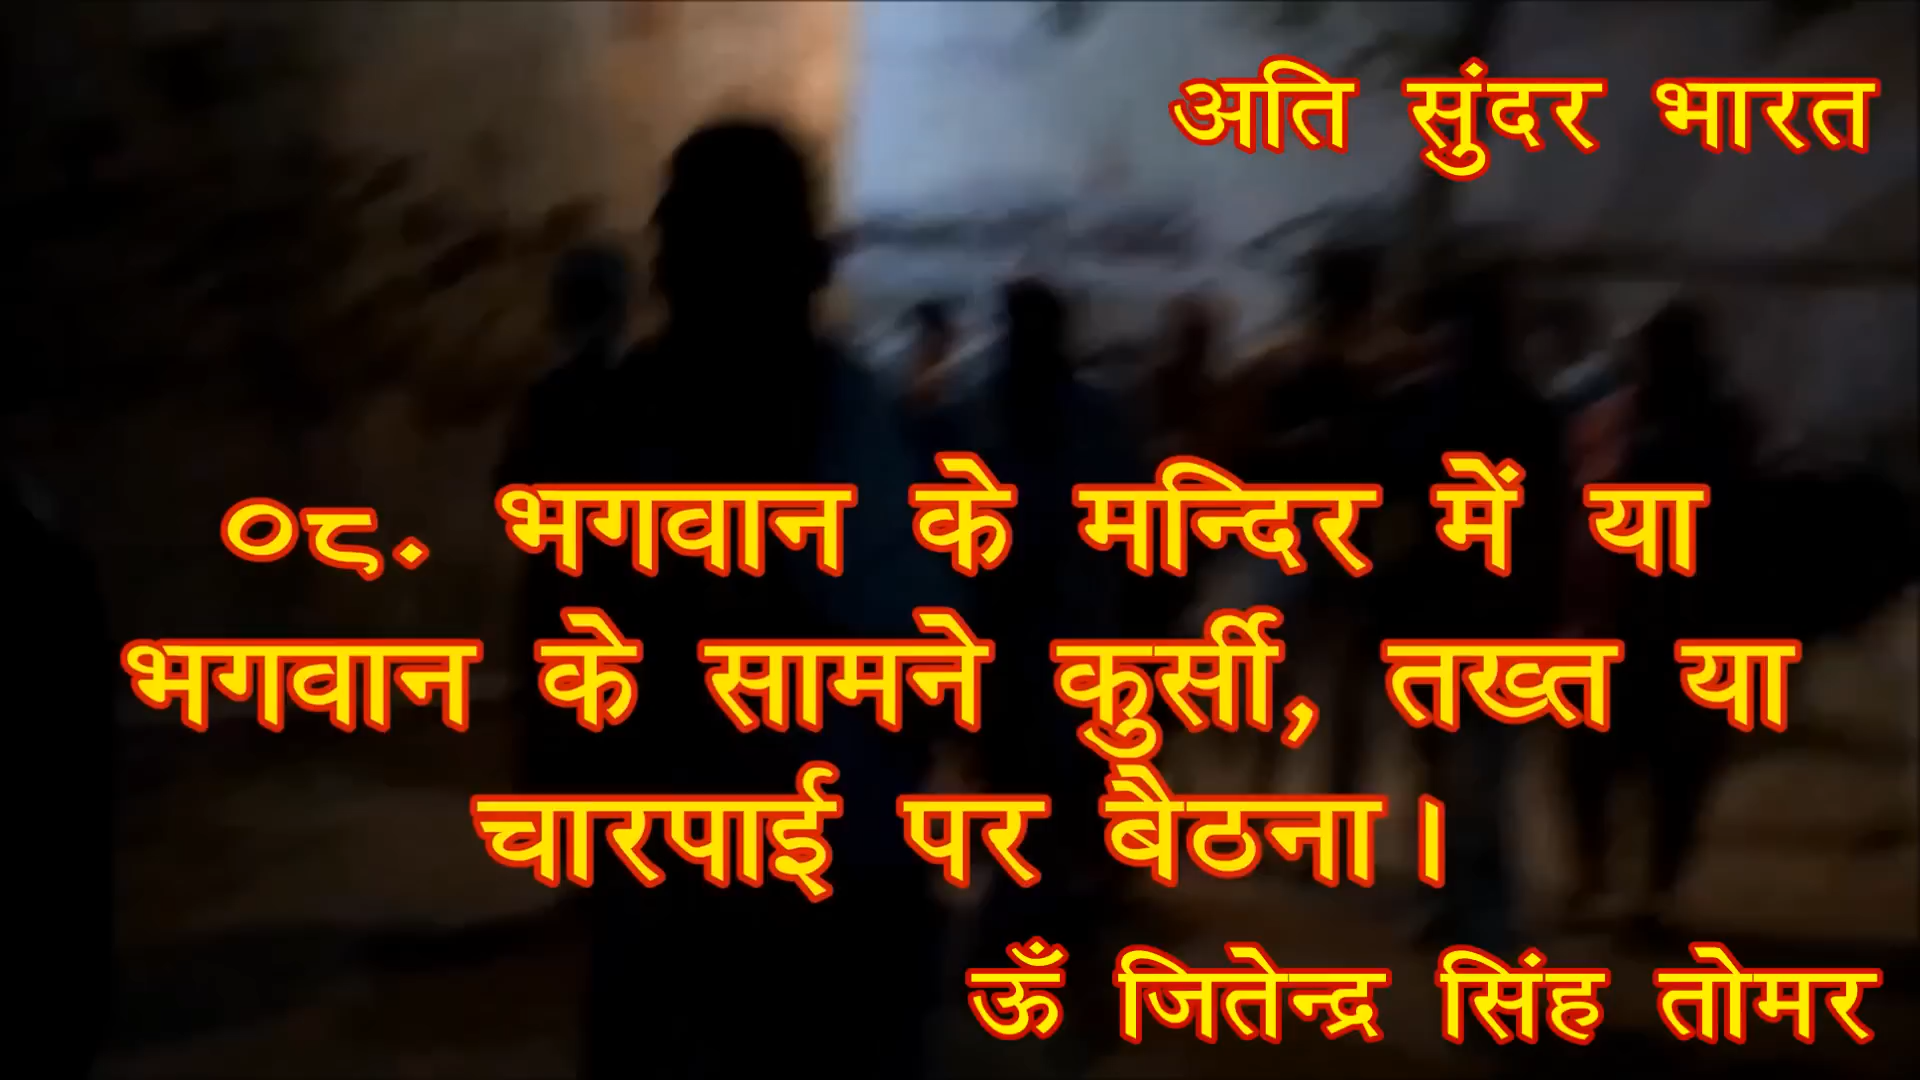 अति सुंदर भारत
०८. भगवान के मन्दिर में या
भगवान के सामने कुर्सी, तख्त या
चारपाई पर बैठना।
ऊँ जितेन्द्र सिंह तोमर